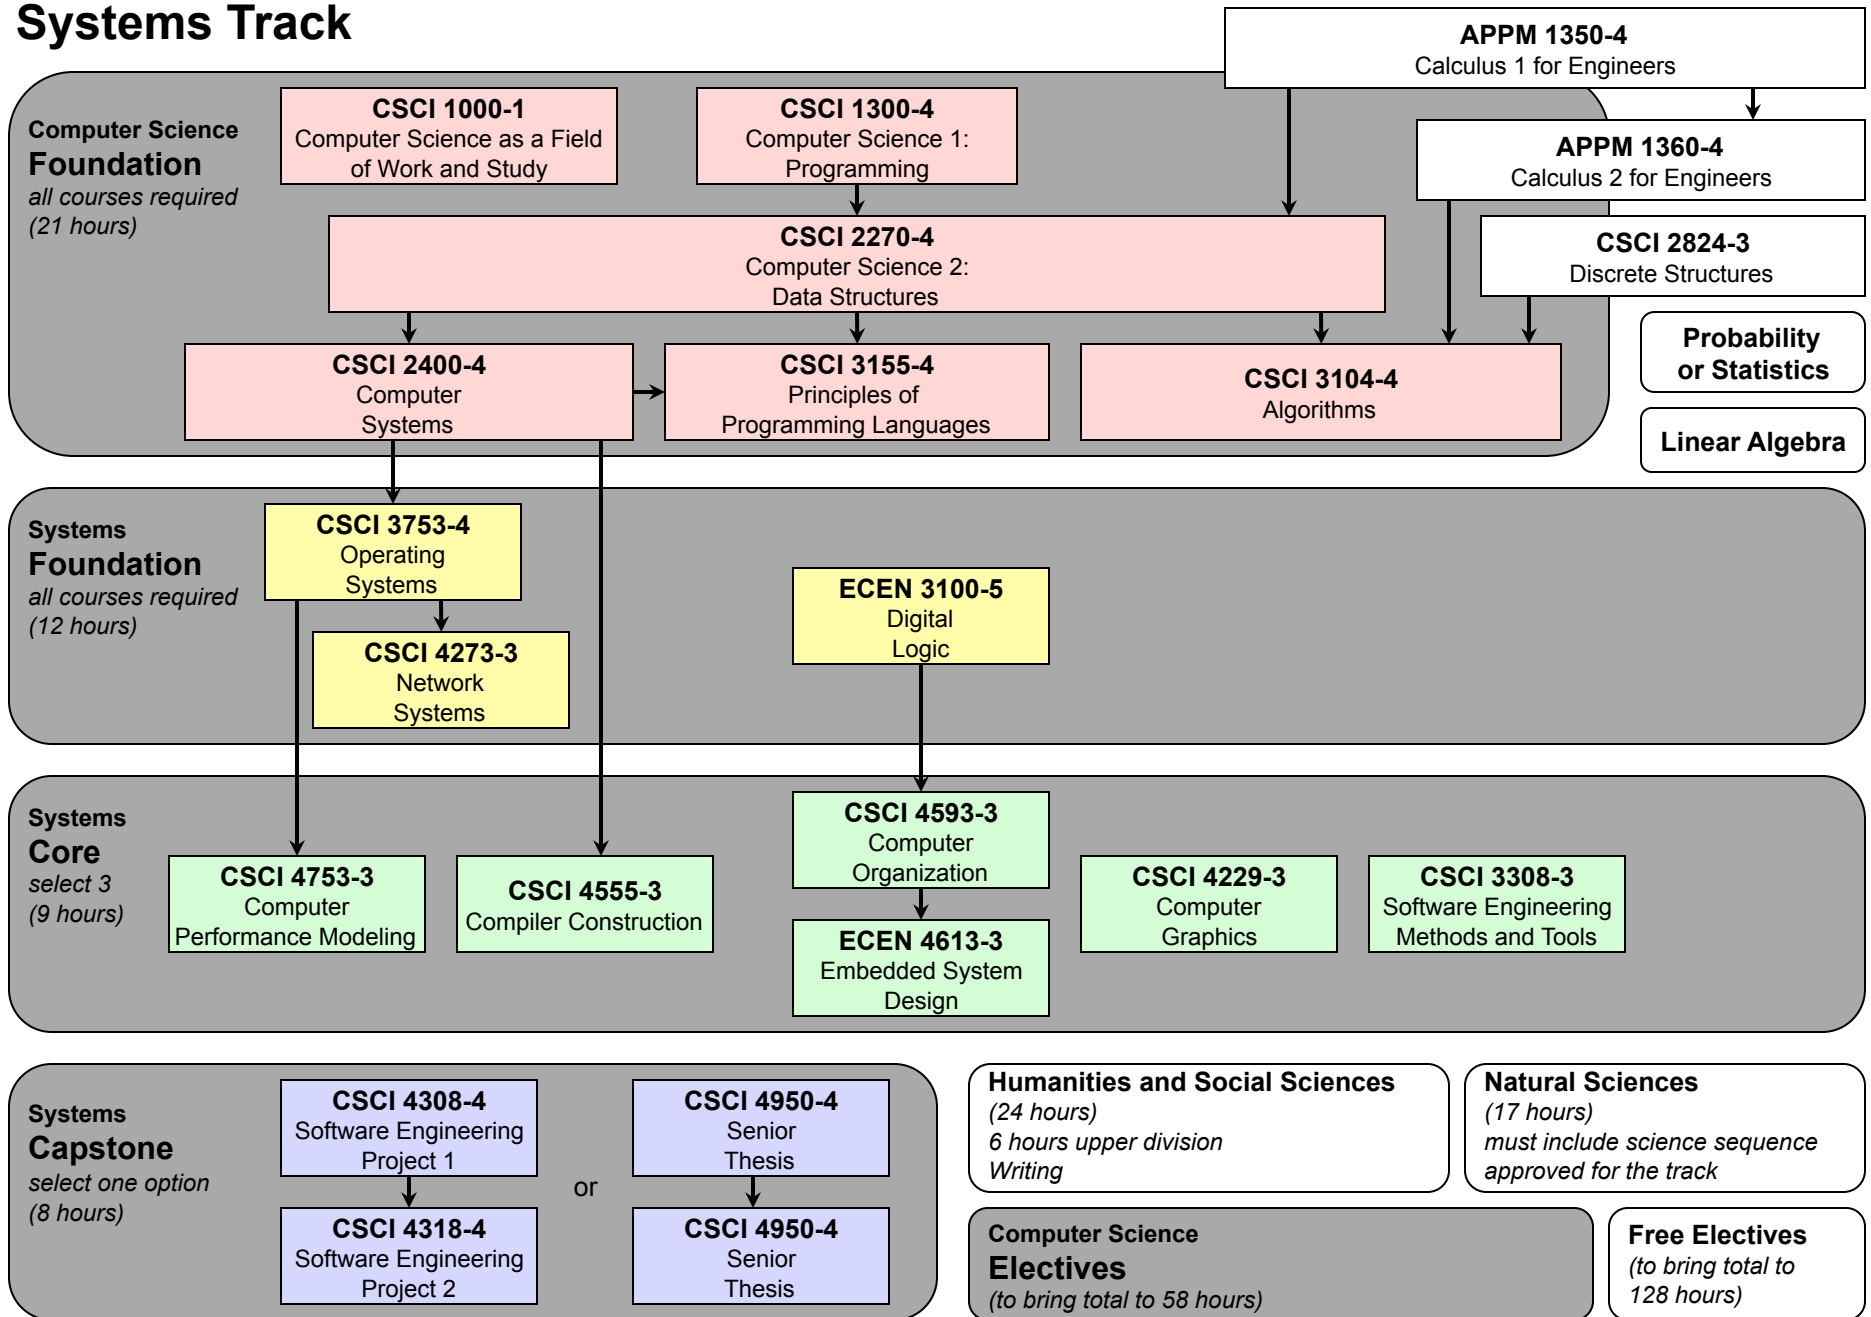 Systems Track
APPM 1350-4
Calculus 1 for Engineers
Computer Science
Foundation
all courses required
(21 hours)
CSCI 1000-1
Computer Science as a Field
of Work and Study
CSCI 1300-4
Computer Science 1:
Programming
APPM 1360-4
Calculus 2 for Engineers
CSCI 2270-4
Computer Science 2:
Data Structures
CSCI 2824-3
Discrete Structures
CSCI 2400-4
Computer
Systems
CSCI 3155-4
Principles of
Programming Languages
CSCI 3104-4
Algorithms
Probability
or Statistics
Linear Algebra
Systems
Foundation
all courses required
(12 hours)
CSCI 3753-4
Operating
Systems
CSCI 4273-3
Network
Systems
ECEN 3100-5
Digital
Logic
Systems
Core
select 3
(9 hours)
CSCI 4753-3
Computer
Performance Modeling
CSCI 4555-3
Compiler Construction
CSCI 4593-3
Computer
Organization
ECEN 4613-3
Embedded System
Design
CSCI 4229-3
Computer
Graphics
CSCI 3308-3
Software Engineering
Methods and Tools
Systems
Capstone
select one option
(8 hours)
CSCI 4308-4
Software Engineering
Project 1
CSCI 4318-4
Software Engineering
Project 2
or
CSCI 4950-4
Senior
Thesis
CSCI 4950-4
Senior
Thesis
Humanities and Social Sciences
(24 hours)
6 hours upper division
Writing
Natural Sciences
(17 hours)
must include science sequence
approved for the track
Computer Science
Electives
(to bring total to 58 hours)
Free Electives
(to bring total to
128 hours)